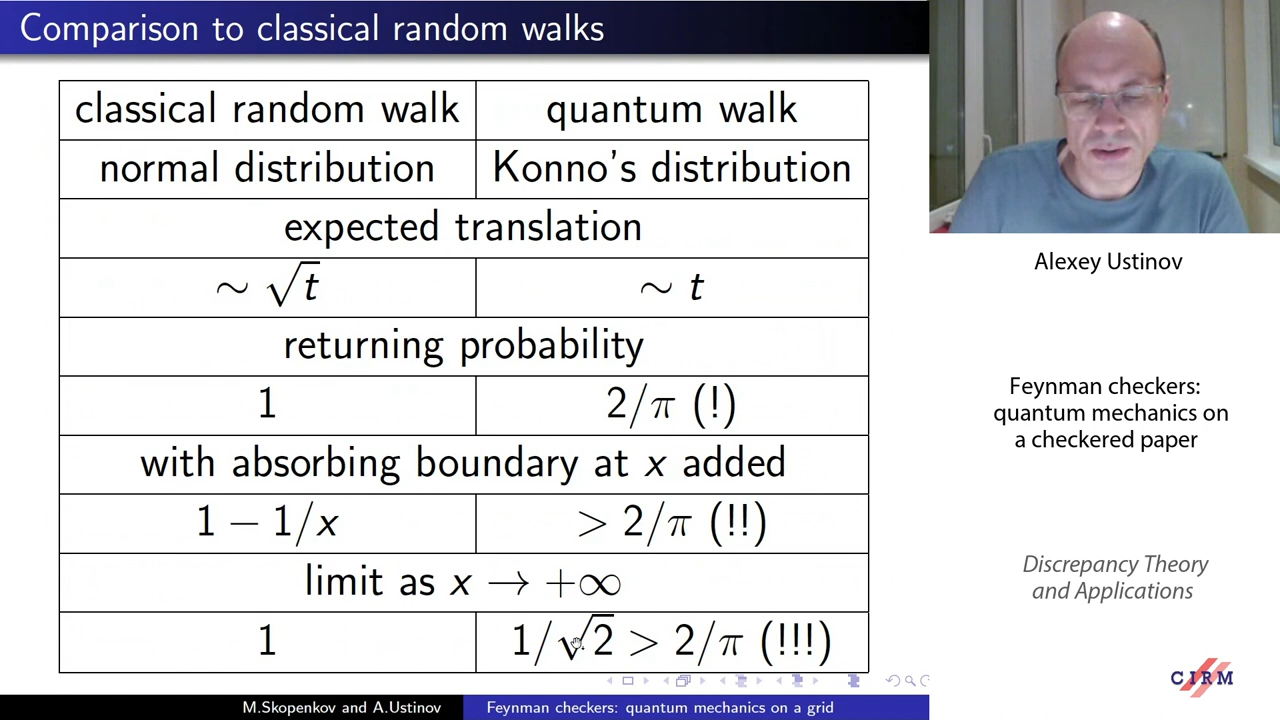 Comparison to classical random walks
classical random walk quantum walk
normal distribution Konno's distribution
expected translation
∼ √t ∼ t
returning probability
1 2/π (!)
with absorbing boundary at x added
1 − 1/x > 2/π (!!)
limit as x → +∞
1 1/√2 > 2/π (!!!)
M.Skopenkov and A.Ustinov Feynman checkers: quantum mechanics on a grid
Alexey Ustinov
Feynman checkers:
quantum mechanics on
a checkered paper
Discrepancy Theory
and Applications
CIRM